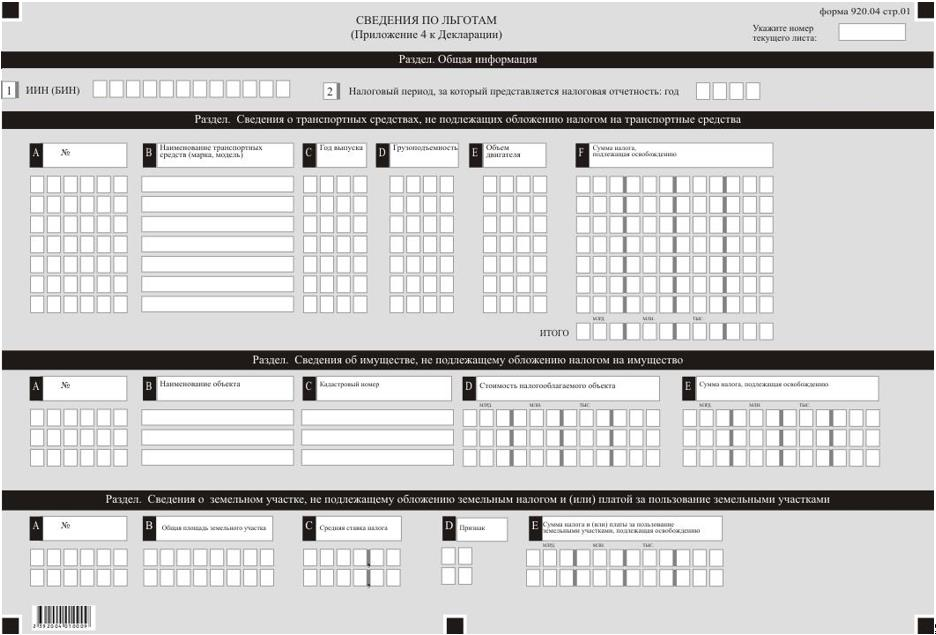 форма 920.04 стр.01
СВЕДЕНИЯ ПО ЛЬГОТАМ
(Приложение 4 к Декларации)
Укажите номер
текущего листа:
Раздел. Общая информация
1 ИИН (БИН)
2 Налоговый период, за который представляется налоговая отчетность: год
Раздел. Сведения о транспортных средствах, не подлежащих обложению налогом на транспортные средства
A №
B Наименование транспортных
средств (марка, модель)
C Год выпуска
D Грузоподъемность
E Объем
двигателя
F Сумма налога,
подлежащая освобождению
МЛРД. МЛН. ТЫС.
ИТОГО
Раздел. Сведения об имуществе, не подлежащему обложению налогом на имущество
A №
B Наименование объекта
C Кадастровый номер
D Стоимость налогооблагаемого объекта
E Сумма налога, подлежащая освобождению
МЛРД. МЛН. ТЫС. МЛРД. МЛН. ТЫС.
Раздел. Сведения о земельном участке, не подлежащему обложению земельным налогом и (или) платой за пользование земельными участками
A №
B Общая площадь земельного участка
C Средняя ставка налога
D Признак
E Сумма налога и (или) платы за пользование
земельными участками, подлежащая освобождению
МЛРД. МЛН. ТЫС.